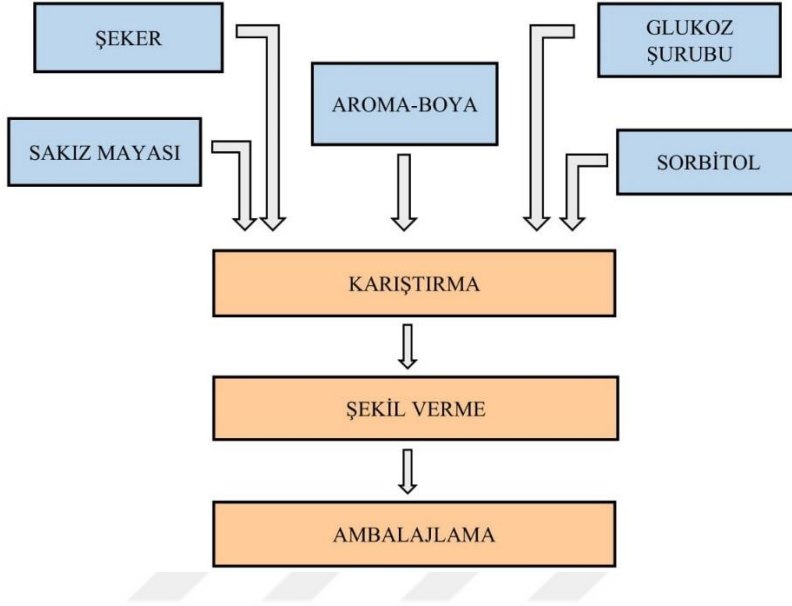 ŞEKER
GLUKOZ
ŞURUBU
AROMA-BOYA
SAKIZ MAYASI
SORBİTOL
KARIŞTIRMA
ŞEKİL VERME
AMBALAJLAMA